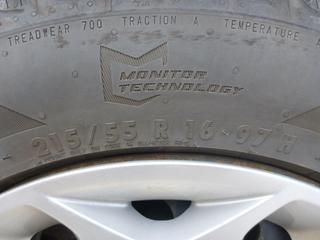 TREADWEAR 700 TRACTION A TEMPERATURE
MONITOR
TECHNOLOGY
215/55 R 16 97 H